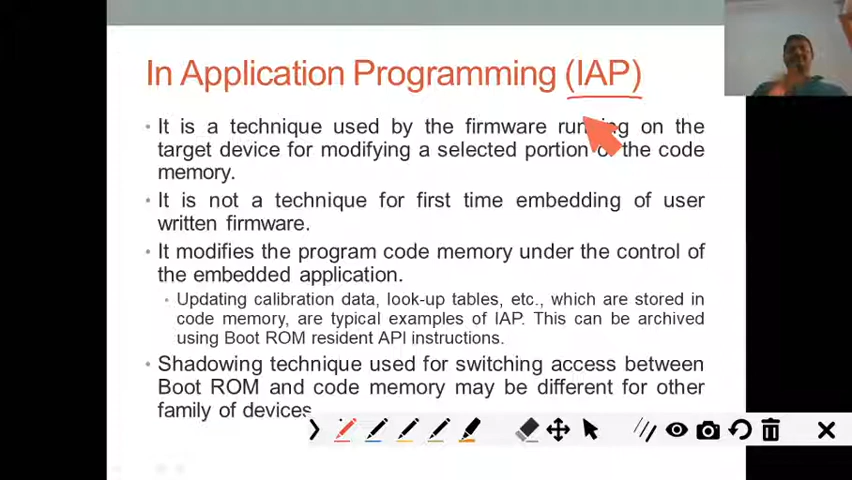 In Application Programming (IAP)
• It is a technique used by the firmware running on the
target device for modifying a selected portion of the code
memory.
• It is not a technique for first time embedding of user
written firmware.
• It modifies the program code memory under the control of
the embedded application.
• Updating calibration data, look-up tables, etc., which are stored in
code memory, are typical examples of IAP. This can be archived
using Boot ROM resident API instructions.
• Shadowing technique used for switching access between
Boot ROM and code memory may be different for other
family of devices